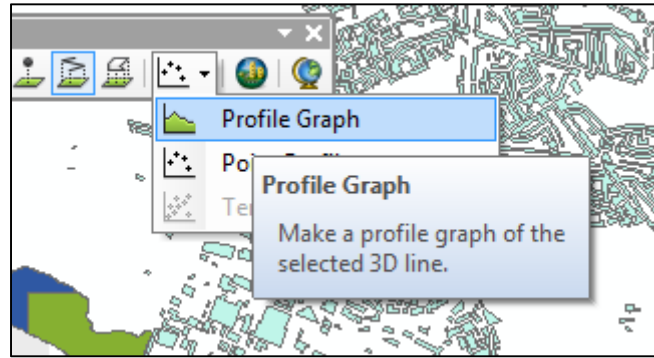 Profile Graph
Profile Graph
Make a profile graph of the
selected 3D line.